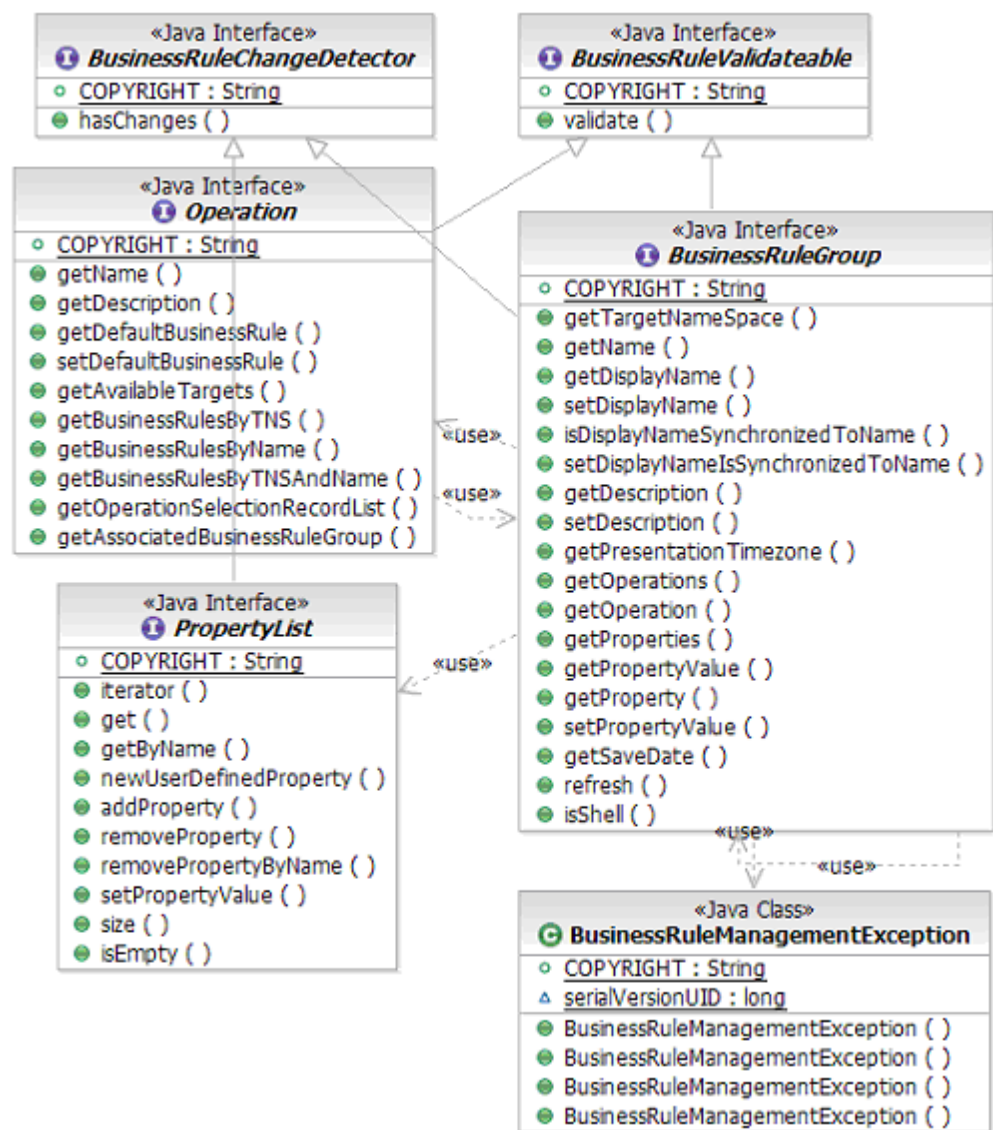 «Java Interface»
BusinessRuleChangeDetector
COPYRIGHT : String
hasChanges ( )
«Java Interface»
BusinessRuleValidateable
COPYRIGHT : String
validate ( )
«Java Interface»
Operation
COPYRIGHT : String
getName ( )
getDescription ( )
getDefaultBusinessRule ( )
setDefaultBusinessRule ( )
getAvailableTargets ( )
getBusinessRulesByTNS ( )
getBusinessRulesByName ( )
getBusinessRulesByTNSAndName ( )
getOperationSelectionRecordList ( )
getAssociatedBusinessRuleGroup ( )
«use»
«use»
«Java Interface»
BusinessRuleGroup
COPYRIGHT : String
getTargetNameSpace ( )
getName ( )
getDisplayName ( )
setDisplayName ( )
isDisplayNameSynchronizedToName ( )
setDisplayNameIsSynchronizedToName ( )
getDescription ( )
setDescription ( )
getPresentationTimezone ( )
getOperations ( )
getOperation ( )
getProperties ( )
getPropertyValue ( )
getProperty ( )
setPropertyValue ( )
getSaveDate ( )
refresh ( )
isShell ( )
«Java Interface»
PropertyList
COPYRIGHT : String
iterator ( )
get ( )
getByName ( )
newUserDefinedProperty ( )
addProperty ( )
removeProperty ( )
removePropertyByName ( )
setPropertyValue ( )
size ( )
isEmpty ( )
«use»
«use»
«use»
«Java Class»
BusinessRuleManagementException
COPYRIGHT : String
serialVersionUID : long
BusinessRuleManagementException ( )
BusinessRuleManagementException ( )
BusinessRuleManagementException ( )
BusinessRuleManagementException ( )